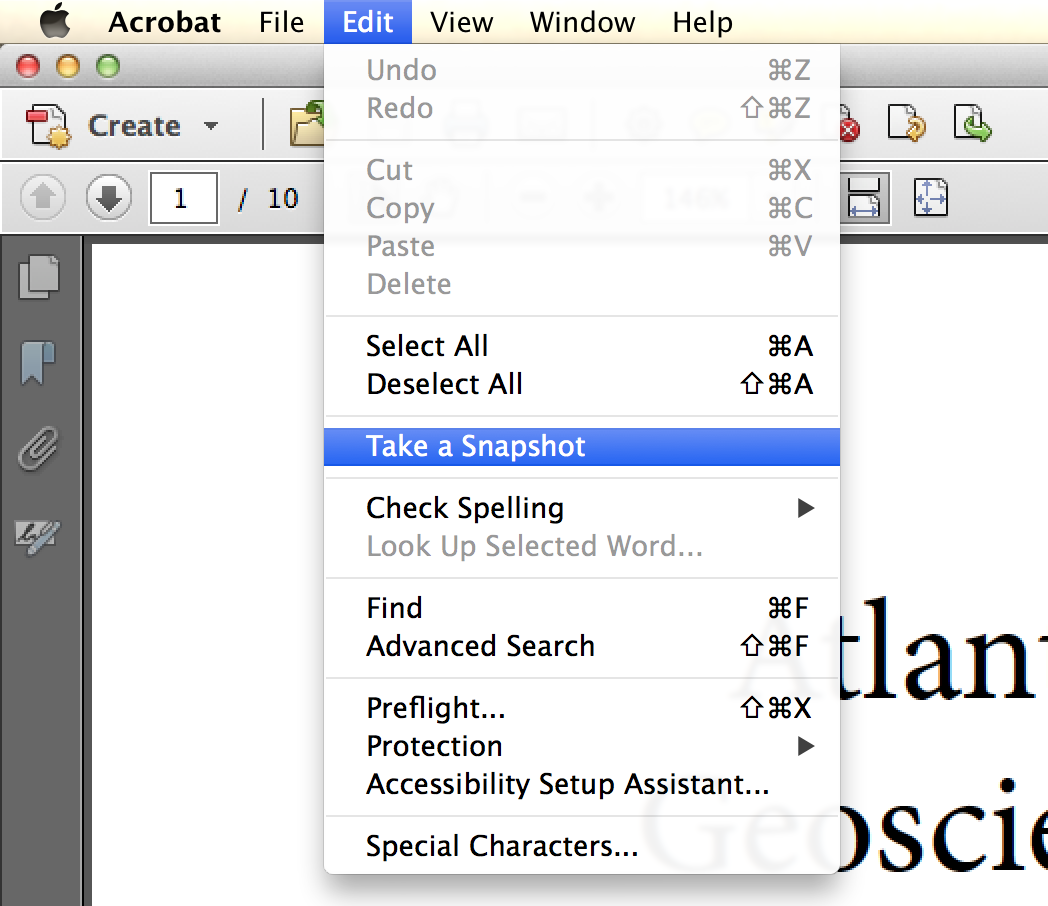 Acrobat File Edit View Window Help
Create
1 / 10
Undo ⌘Z
Redo ⇧⌘Z
Cut ⌘X
Copy ⌘C
Paste ⌘V
Delete
Select All ⌘A
Deselect All ⇧⌘A
Take a Snapshot
Check Spelling ▶
Look Up Selected Word...
Find ⌘F
Advanced Search ⇧⌘F
Preflight... ⇧⌘X
Protection ▶
Accessibility Setup Assistant...
Special Characters...
Atlant
Geoscie